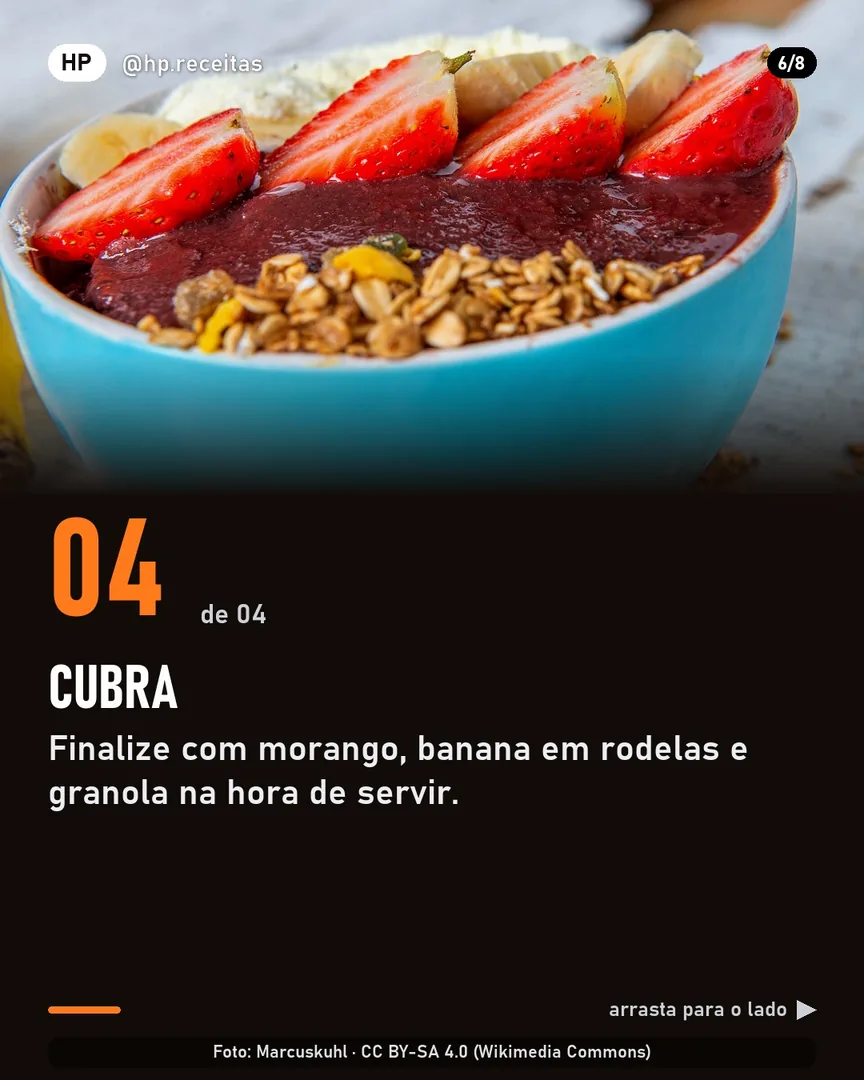 HP @hp.receitas 6/8
04 de 04
CUBRA
Finalize com morango, banana em rodelas e
granola na hora de servir.
arrasta para o lado ▶
Foto: Marcuskuhl · CC BY-SA 4.0 (Wikimedia Commons)